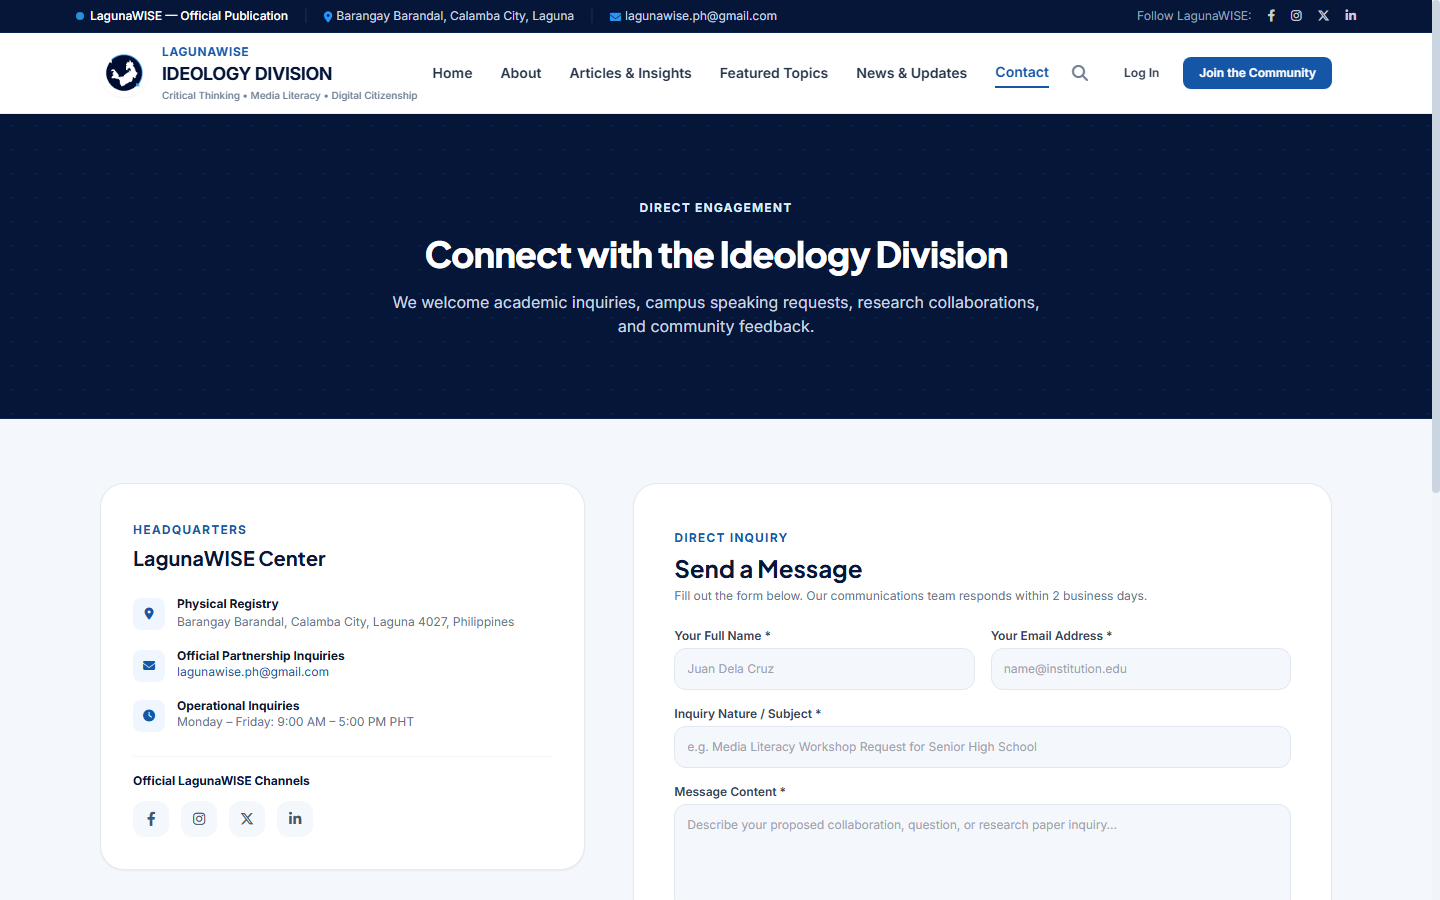 LagunaWISE — Official Publication
Barangay Barandal, Calamba City, Laguna
lagunawise.ph@gmail.com
Follow LagunaWISE:
LAGUNAWISE
IDEOLOGY DIVISION
Critical Thinking • Media Literacy • Digital Citizenship
Home
About
Articles & Insights
Featured Topics
News & Updates
Contact
Log In
Join the Community
DIRECT ENGAGEMENT
Connect with the Ideology Division
We welcome academic inquiries, campus speaking requests, research collaborations,
and community feedback.
HEADQUARTERS
LagunaWISE Center
Physical Registry
Barangay Barandal, Calamba City, Laguna 4027, Philippines
Official Partnership Inquiries
lagunawise.ph@gmail.com
Operational Inquiries
Monday – Friday: 9:00 AM – 5:00 PM PHT
Official LagunaWISE Channels
DIRECT INQUIRY
Send a Message
Fill out the form below. Our communications team responds within 2 business days.
Your Full Name *
Your Email Address *
Juan Dela Cruz
name@institution.edu
Inquiry Nature / Subject *
e.g. Media Literacy Workshop Request for Senior High School
Message Content *
Describe your proposed collaboration, question, or research paper inquiry...